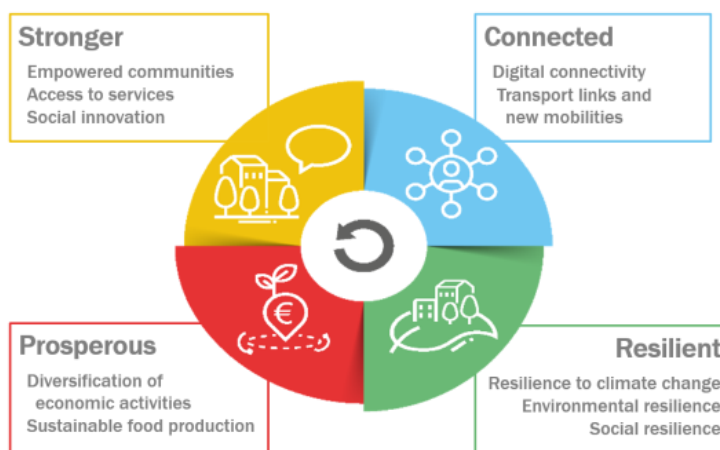 Stronger
Empowered communities
Access to services
Social innovation
Connected
Digital connectivity
Transport links and
new mobilities
€
Prosperous
Diversification of
economic activities
Sustainable food production
Resilient
Resilience to climate change
Environmental resilience
Social resilience